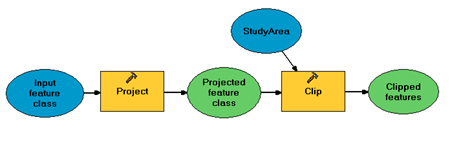 StudyArea
Input
feature
class
Project
Projected
feature
class
Clip
Clipped
features